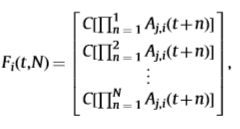 F_i(t,N) = [ C[∏_{n=1}^{1} A_{j,i}(t+n)]
C[∏_{n=1}^{2} A_{j,i}(t+n)]
⋮
C[∏_{n=1}^{N} A_{j,i}(t+n)] ],